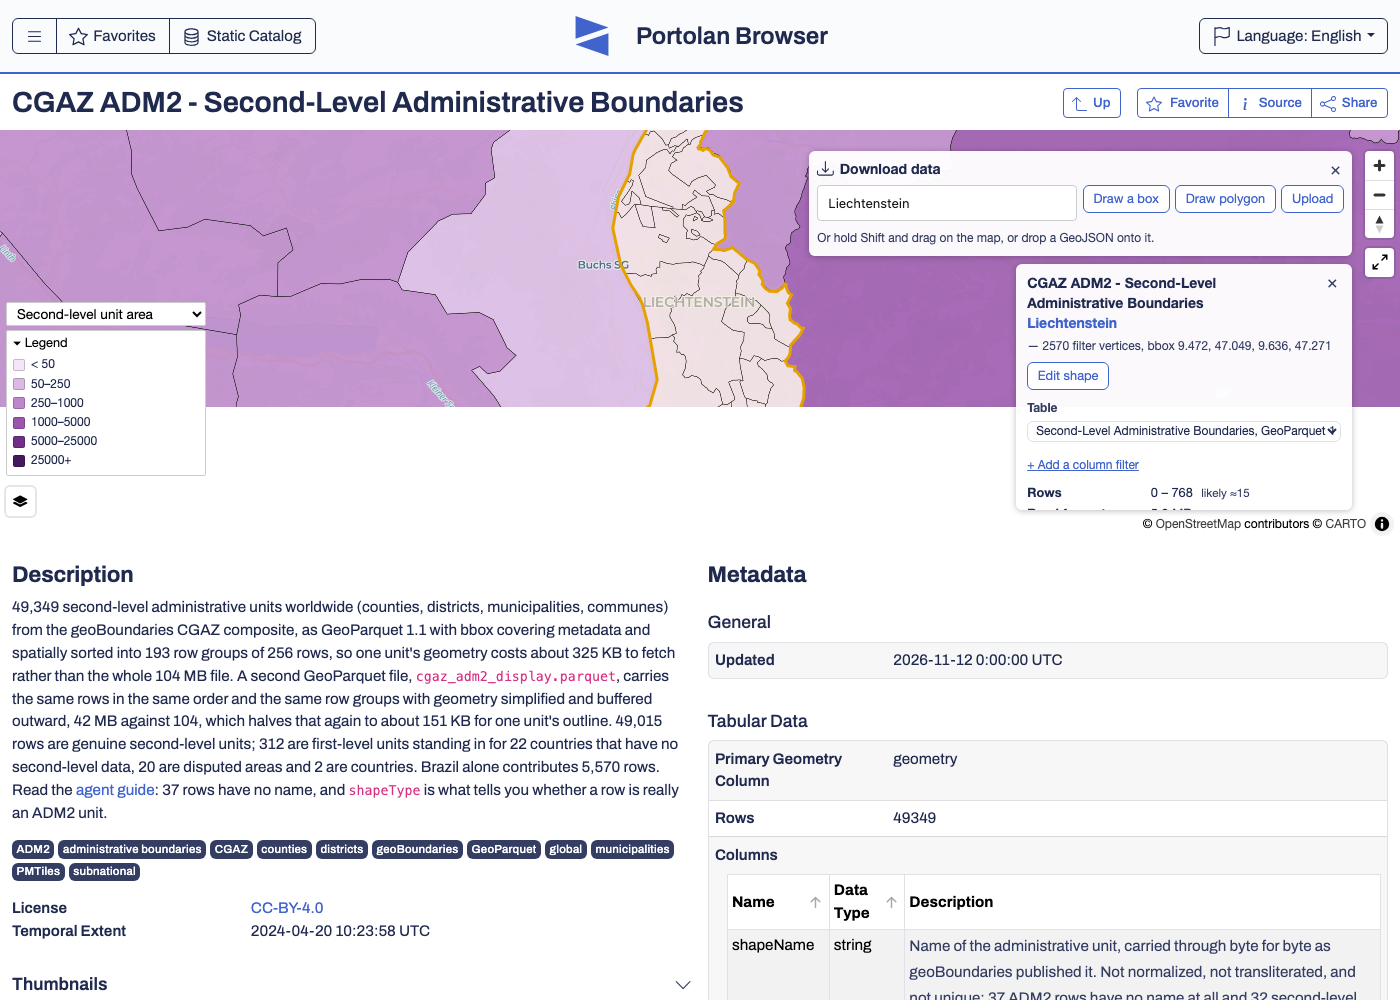 Favorites
Static Catalog
Portolan Browser
Language: English
CGAZ ADM2 - Second-Level Administrative Boundaries
Up
Favorite
Source
Share
Download data
Liechtenstein
Draw a box
Draw polygon
Upload
Or hold Shift and drag on the map, or drop a GeoJSON onto it.
Buchs SG
LIECHTENSTEIN
CGAZ ADM2 - Second-Level
Administrative Boundaries
Liechtenstein
— 2570 filter vertices, bbox 9.472, 47.049, 9.636, 47.271
Edit shape
Table
Second-Level Administrative Boundaries, GeoParquet
+ Add a column filter
Rows 0 – 768 likely ≈15
Second-level unit area
Legend
< 50
50–250
250–1000
1000–5000
5000–25000
25000+
© OpenStreetMap contributors © CARTO
Description
49,349 second-level administrative units worldwide (counties, districts, municipalities, communes)
from the geoBoundaries CGAZ composite, as GeoParquet 1.1 with bbox covering metadata and
spatially sorted into 193 row groups of 256 rows, so one unit's geometry costs about 325 KB to fetch
rather than the whole 104 MB file. A second GeoParquet file, cgaz_adm2_display.parquet, carries
the same rows in the same order and the same row groups with geometry simplified and buffered
outward, 42 MB against 104, which halves that again to about 151 KB for one unit's outline. 49,015
rows are genuine second-level units; 312 are first-level units standing in for 22 countries that have no
second-level data, 20 are disputed areas and 2 are countries. Brazil alone contributes 5,570 rows.
Read the agent guide: 37 rows have no name, and shapeType is what tells you whether a row is really
an ADM2 unit.
ADM2 administrative boundaries CGAZ counties districts geoBoundaries GeoParquet global municipalities
PMTiles subnational
License CC-BY-4.0
Temporal Extent 2024-04-20 10:23:58 UTC
Thumbnails
Metadata
General
Updated 2026-11-12 0:00:00 UTC
Tabular Data
Primary Geometry
Column geometry
Rows 49349
Columns
Name Data
Type Description
shapeName string Name of the administrative unit, carried through byte for byte as
geoBoundaries published it. Not normalized, not transliterated, and
not unique: 37 ADM2 rows have no name at all and 32 second-level